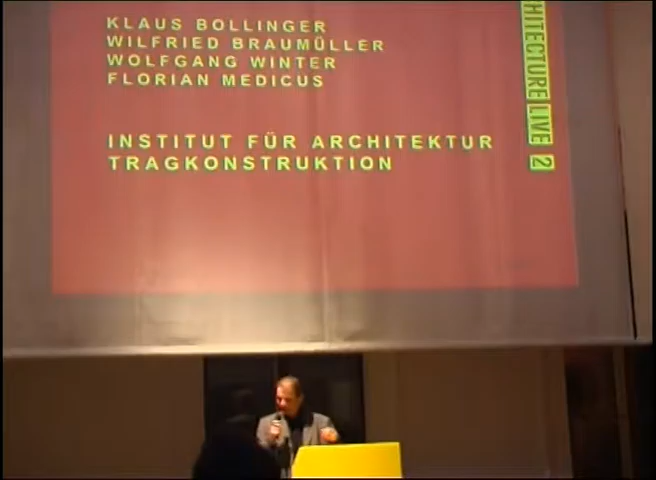 KLAUS BOLLINGER
WILFRIED BRAUMÜLLER
WOLFGANG WINTER
FLORIAN MEDICUS
INSTITUT FÜR ARCHITEKTUR
TRAGKONSTRUKTION
HITECTURE LIVE 2